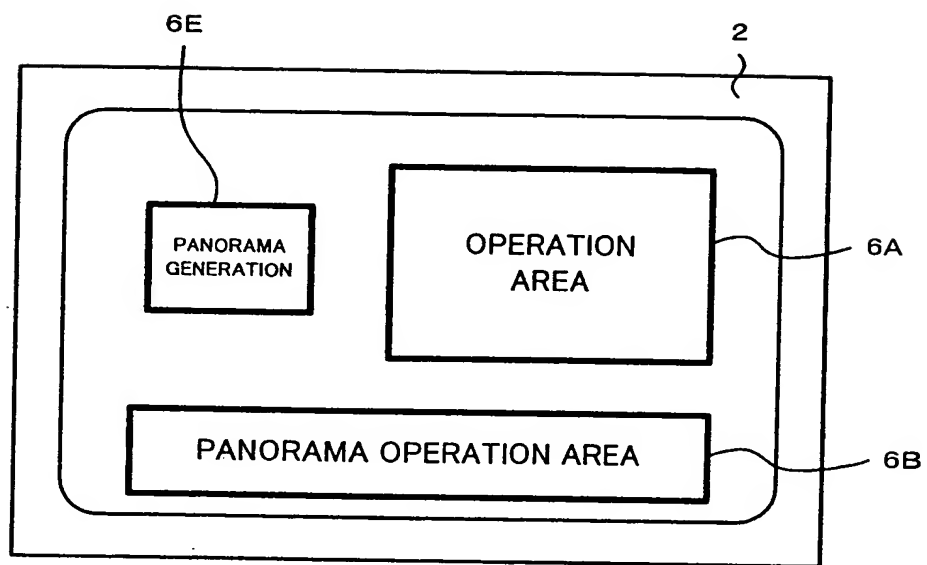 6E
2
PANORAMA
GENERATION
OPERATION
AREA
6A
PANORAMA OPERATION AREA
6B